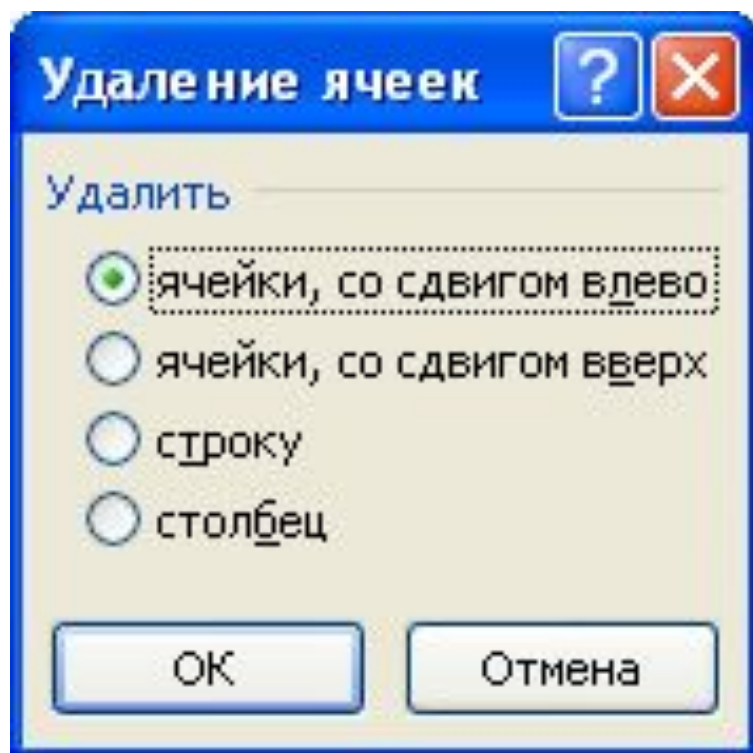 Удаление ячеек
Удалить
ячейки, со сдвигом влево
ячейки, со сдвигом вверх
строку
столбец
ОК
Отмена